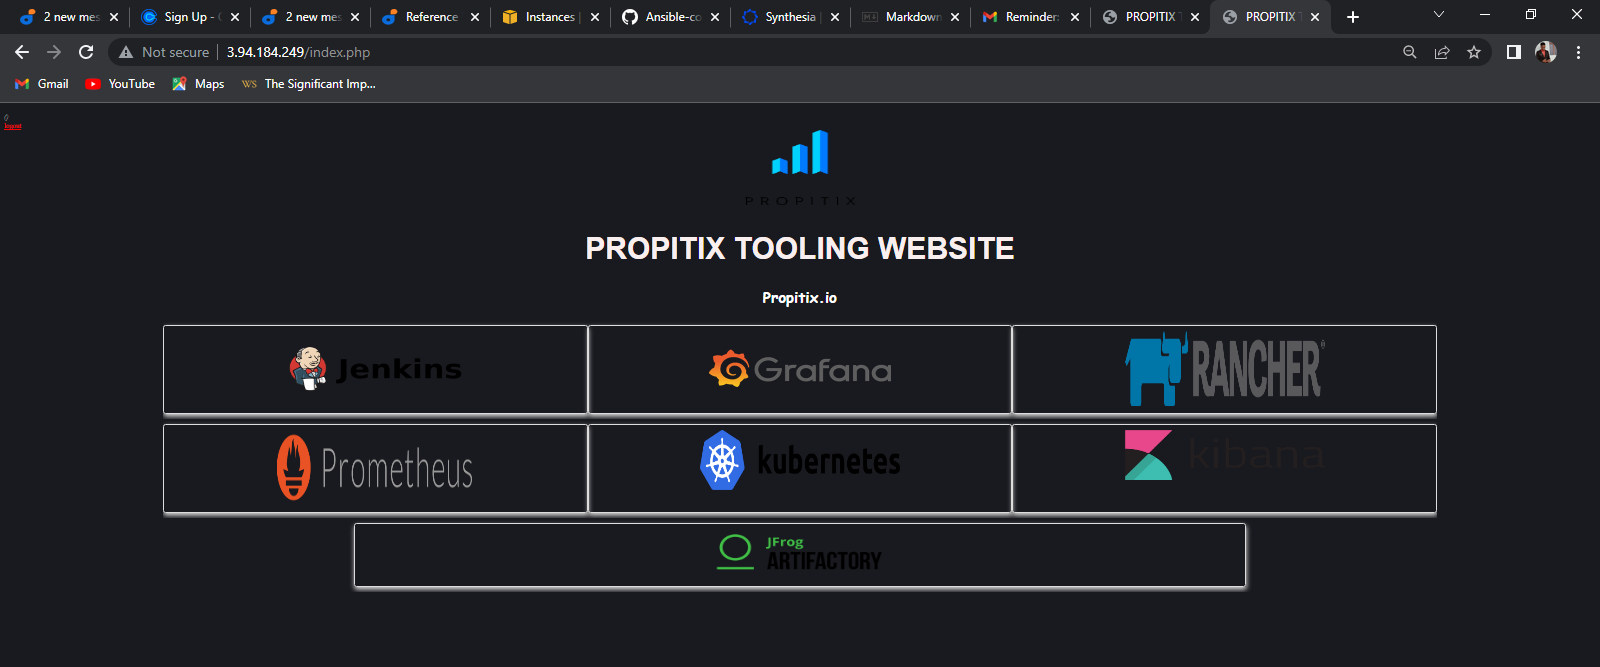 2 new mes
Sign Up -
2 new mes
Reference
Instances |
Ansible-co
Synthesia |
Markdown
Reminder:
PROPITIX T
PROPITIX T
Not secure
3.94.184.249/index.php
Gmail
YouTube
Maps
WS
The Significant Imp...
logout
PROPITIX
PROPITIX TOOLING WEBSITE
Propitix.io
Jenkins
Grafana
RANCHER®
Prometheus
kubernetes
kibana
JFrog
ARTIFACTORY